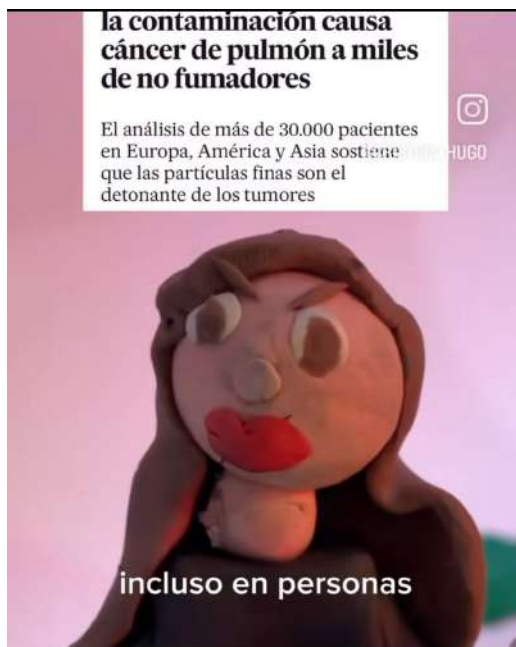 la contaminación causa
cáncer de pulmón a miles
de no fumadores
El análisis de más de 30.000 pacientes
en Europa, América y Asia sostiene
que las partículas finas son el
detonante de los tumores
HUGO
incluso en personas